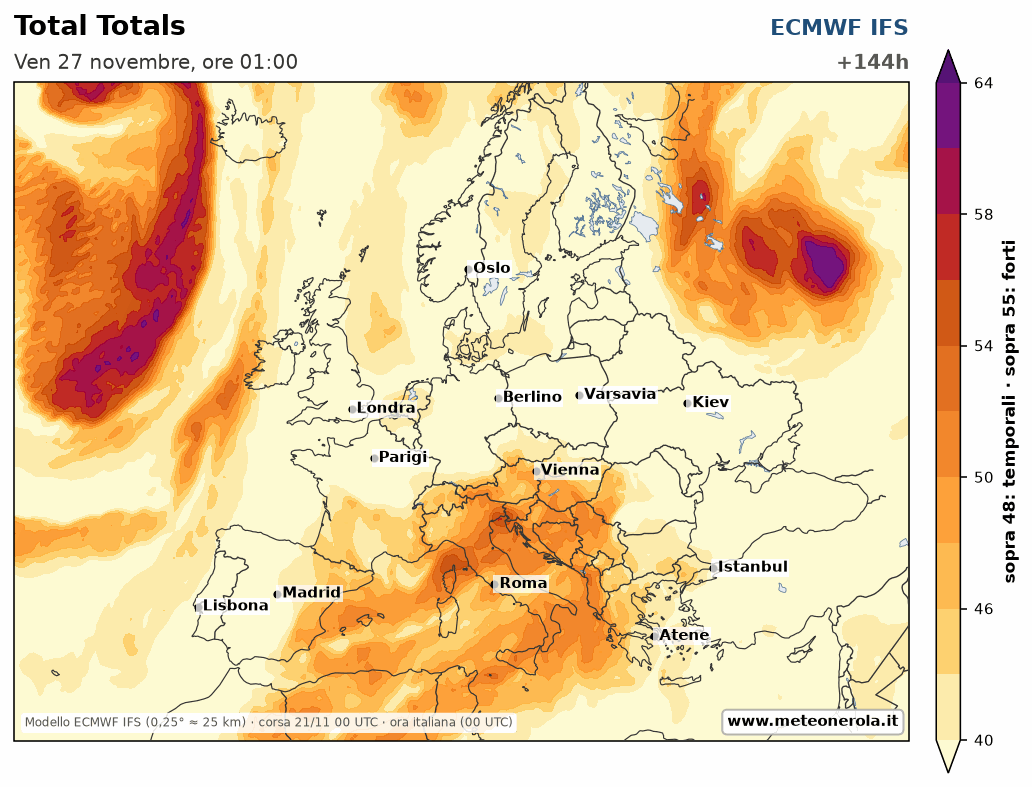 Total Totals
ECMWF IFS
Ven 27 novembre, ore 01:00
+144h
64
58
54
50
46
40
sopra 48: temporali · sopra 55: forti
Oslo
Berlino
Varsavia
Kiev
Londra
Parigi
Vienna
Istanbul
Roma
Madrid
Lisbona
Atene
Modello ECMWF IFS (0,25° ≈ 25 km) · corsa 21/11 00 UTC · ora italiana (00 UTC)
www.meteonerola.it